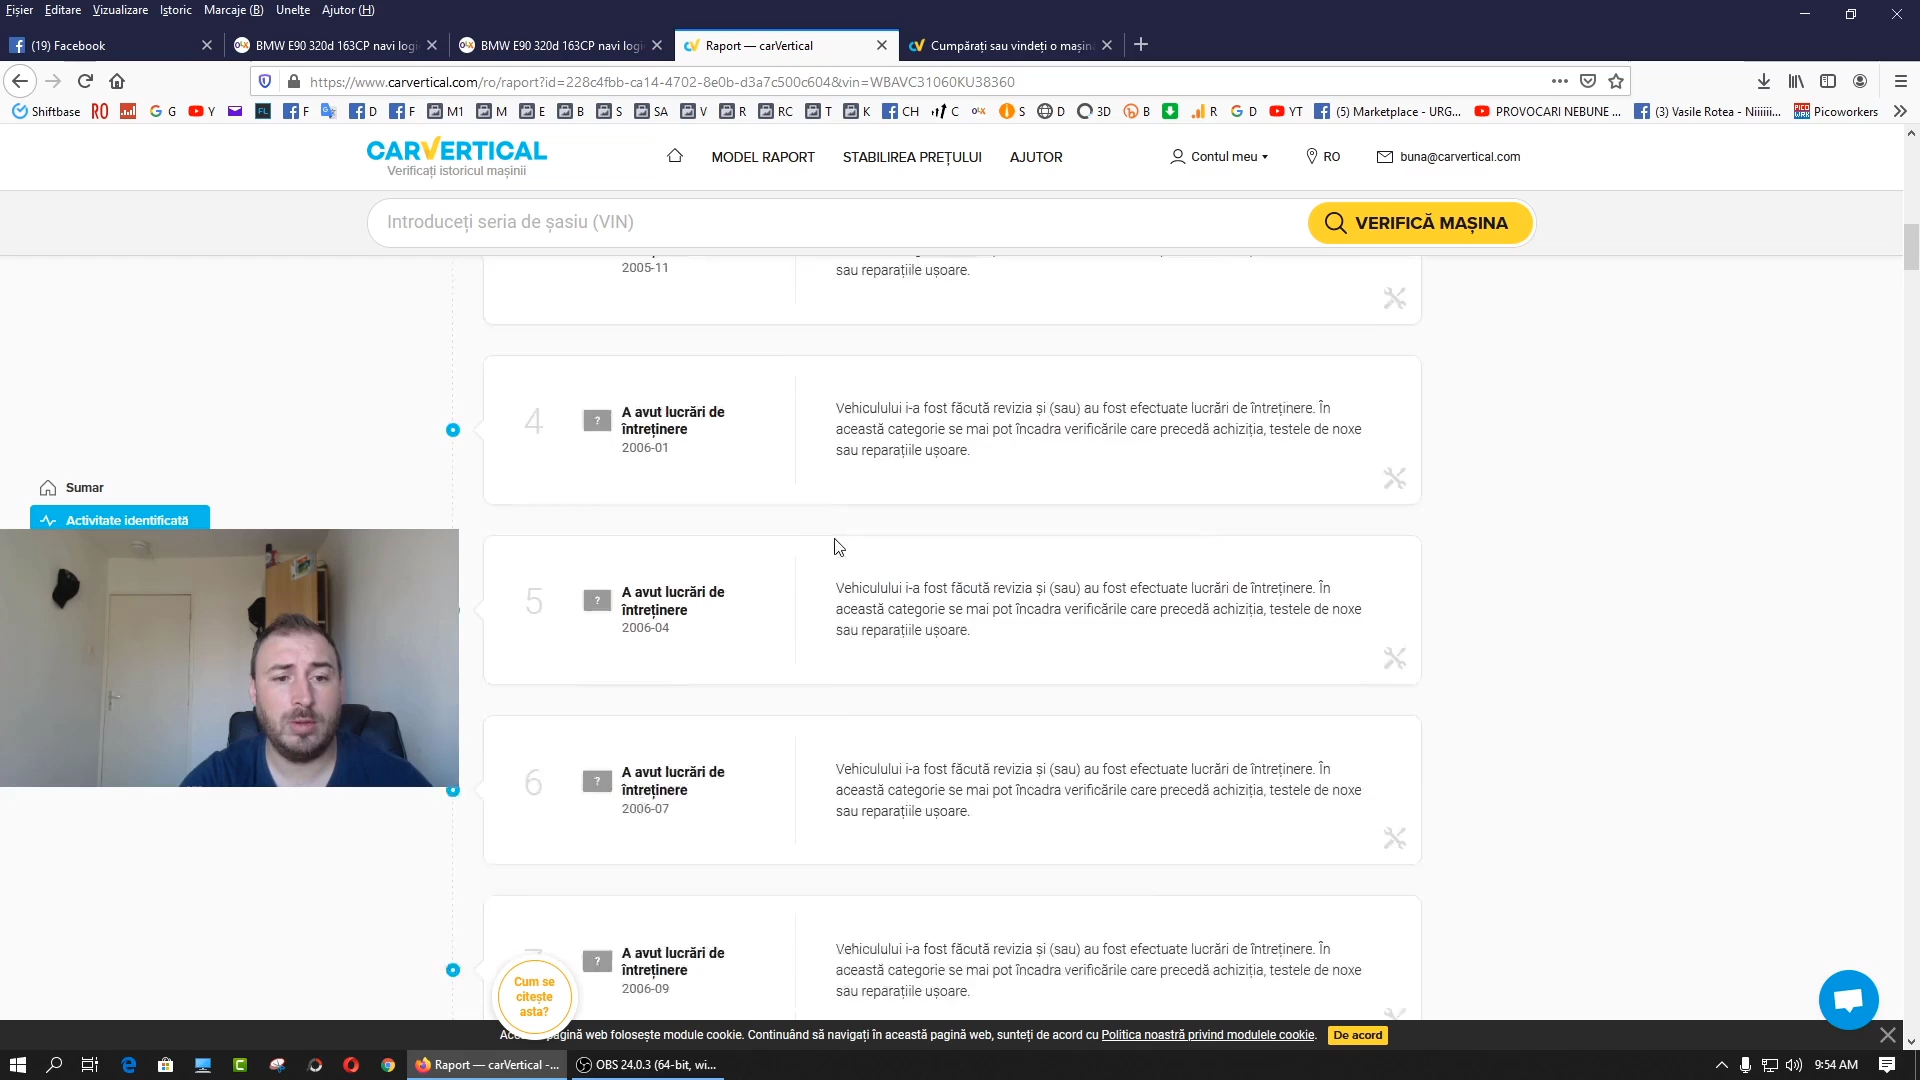 Fișier Editare Vizualizare Istoric Marcaje (B) Unelte Ajutor (H)
(19) Facebook
BMW E90 320d 163CP navi logi
BMW E90 320d 163CP navi logi
Raport — carVertical
Cumpărați sau vindeți o mașină
https://www.carvertical.com/ro/raport?id=228c4fbb-ca14-4702-8e0b-d3a7c500c604&vin=WBAVC31060KU38360
Shiftbase RO G Y F D F M1 M E B S SA V R RC T K CH C S D 3D B R D YT (5) Marketplace - URG... PROVOCARI NEBUNE ... (3) Vasile Rotea - Niiiiii... Picoworkers
CARVERTICAL
Verificați istoricul mașinii
MODEL RAPORT STABILIREA PREȚULUI AJUTOR Contul meu RO buna@carvertical.com
Introduceți seria de șasiu (VIN)
VERIFICĂ MAȘINA
2005-11
sau reparațiile ușoare.
4
?
A avut lucrări de
întreținere
2006-01
Vehiculului i-a fost făcută revizia și (sau) au fost efectuate lucrări de întreținere. În
această categorie se mai pot încadra verificările care precedă achiziția, testele de noxe
sau reparațiile ușoare.
Sumar
Activitate identificată
5
?
A avut lucrări de
întreținere
2006-04
Vehiculului i-a fost făcută revizia și (sau) au fost efectuate lucrări de întreținere. În
această categorie se mai pot încadra verificările care precedă achiziția, testele de noxe
sau reparațiile ușoare.
6
?
A avut lucrări de
întreținere
2006-07
Vehiculului i-a fost făcută revizia și (sau) au fost efectuate lucrări de întreținere. În
această categorie se mai pot încadra verificările care precedă achiziția, testele de noxe
sau reparațiile ușoare.
?
A avut lucrări de
întreținere
2006-09
Vehiculului i-a fost făcută revizia și (sau) au fost efectuate lucrări de întreținere. În
această categorie se mai pot încadra verificările care precedă achiziția, testele de noxe
sau reparațiile ușoare.
Cum se
citește
asta?
pagină web folosește module cookie. Continuând să navigați în această pagină web, sunteți de acord cu Politica noastră privind modulele cookie. De acord
Raport — carVertical -... OBS 24.0.3 (64-bit, wi... 9:54 AM